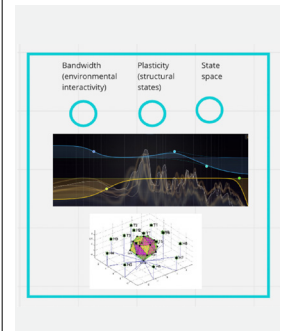 Bandwidth
(environmental
interactivity)
Plasticity
(structural
states)
State
space